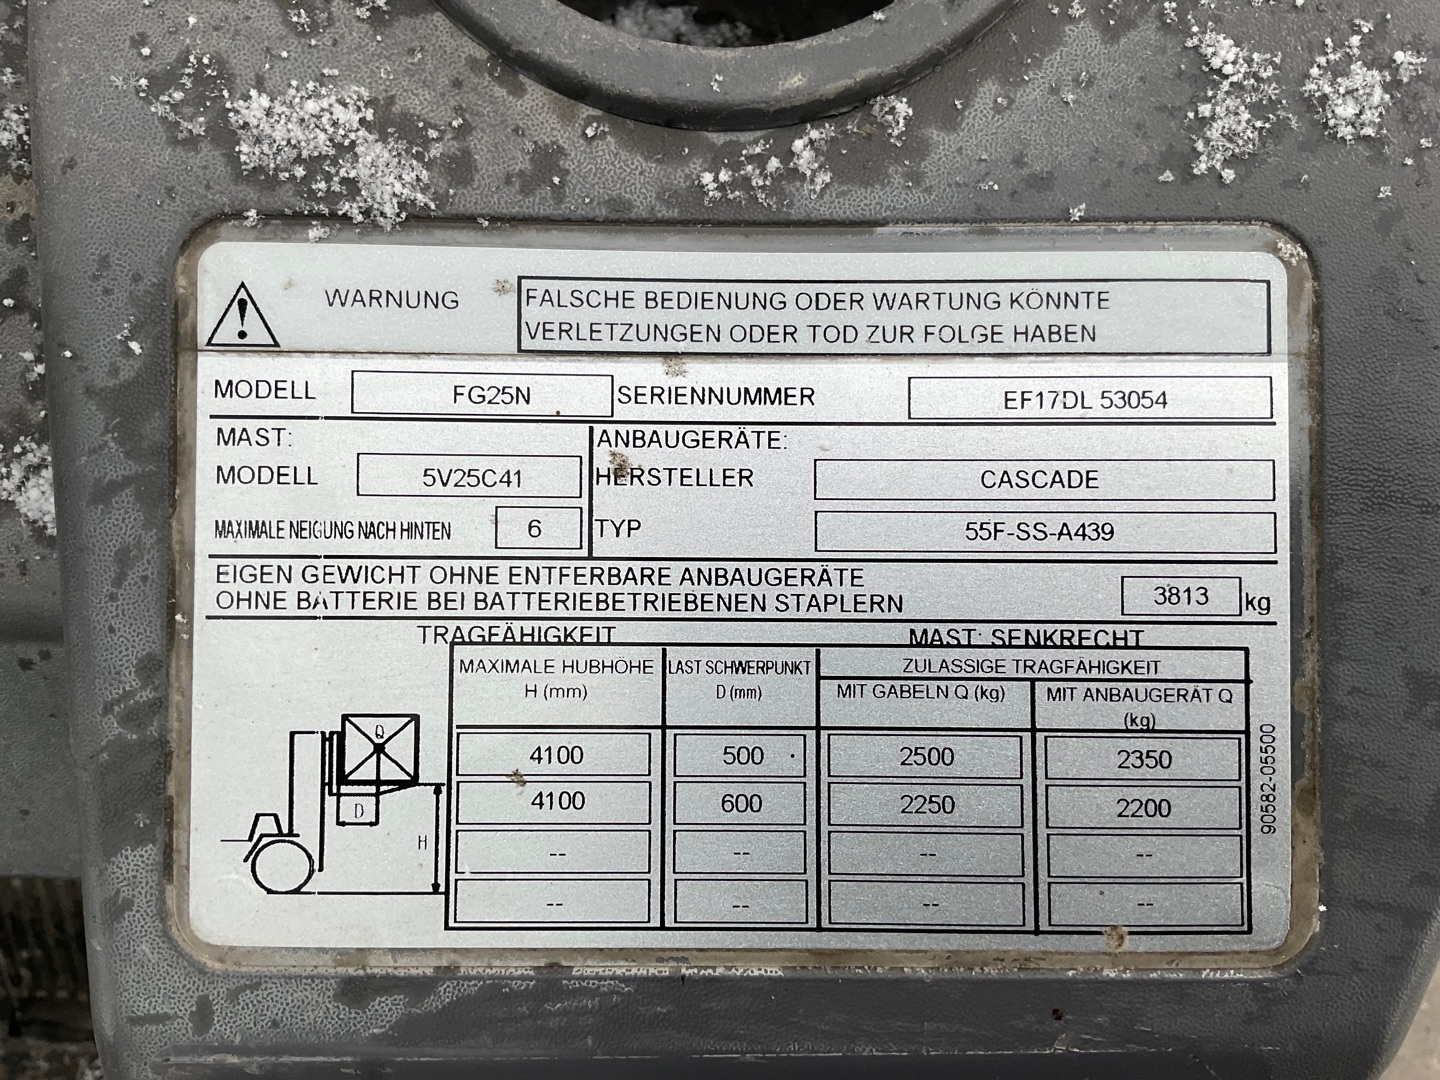 WARNUNG
FALSCHE BEDIENUNG ODER WARTUNG KÖNNTE
VERLETZUNGEN ODER TOD ZUR FOLGE HABEN
MODELL FG25N SERIENNUMMER EF17DL 53054
MAST:
MODELL 5V25C41
MAXIMALE NEIGUNG NACH HINTEN 6
ANBAUGERÄTE:
HERSTELLER CASCADE
TYP 55F-SS-A439
EIGEN GEWICHT OHNE ENTFERBARE ANBAUGERÄTE
OHNE BATTERIE BEI BATTERIEBETRIEBENEN STAPLERN 3813 kg
TRAGFÄHIGKEIT MAST: SENKRECHT
MAXIMALE HUBHÖHE
H (mm)
LAST SCHWERPUNKT
D (mm)
ZULASSIGE TRAGFÄHIGKEIT
MIT GABELN Q (kg)
MIT ANBAUGERÄT Q
(kg)
4100 500 2500 2350
4100 600 2250 2200
-- -- -- --
-- -- -- --
Q
D
H
90582-05500